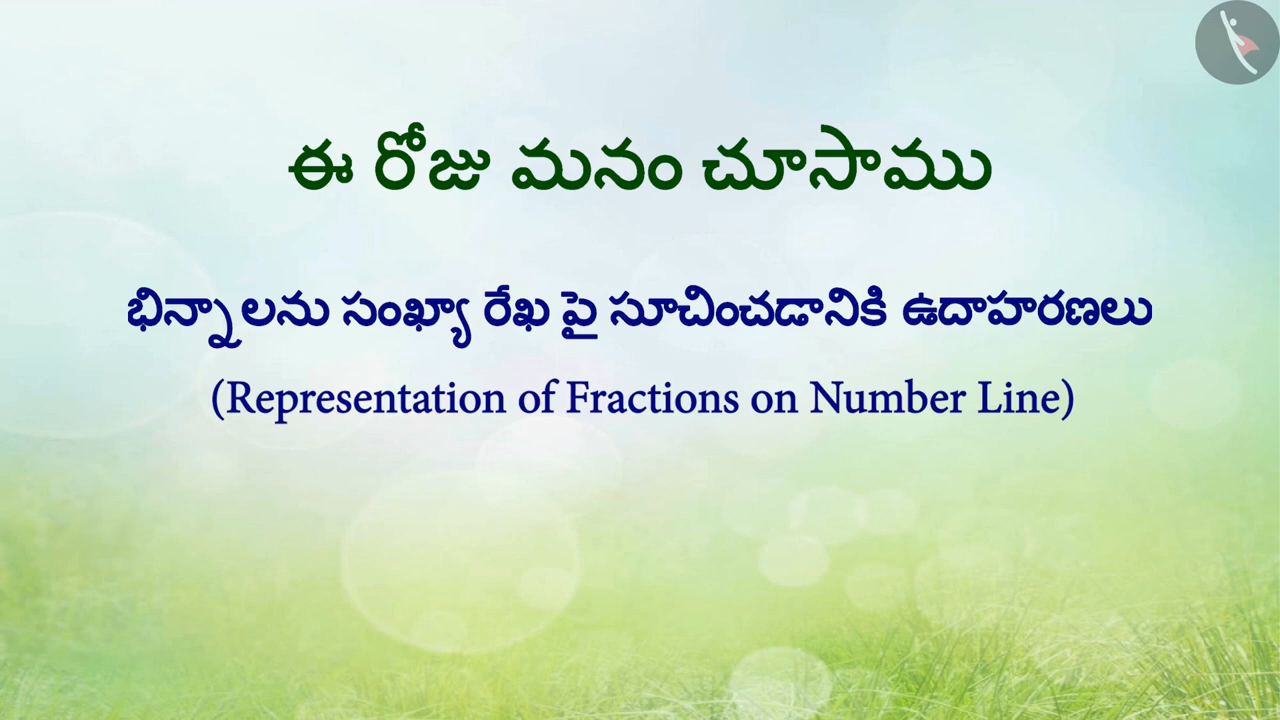 ఈ రోజు మనం చూసాము
భిన్నాలను సంఖ్యా రేఖ పై సూచించడానికి ఉదాహరణలు
(Representation of Fractions on Number Line)